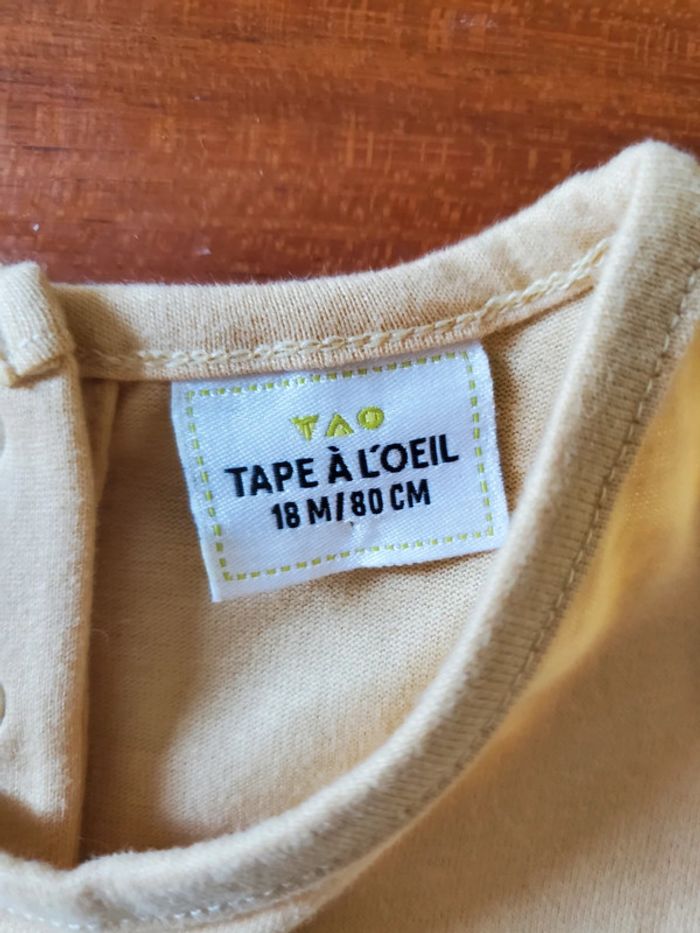 TAO
TAPE À L'OEIL
18 M/80 CM